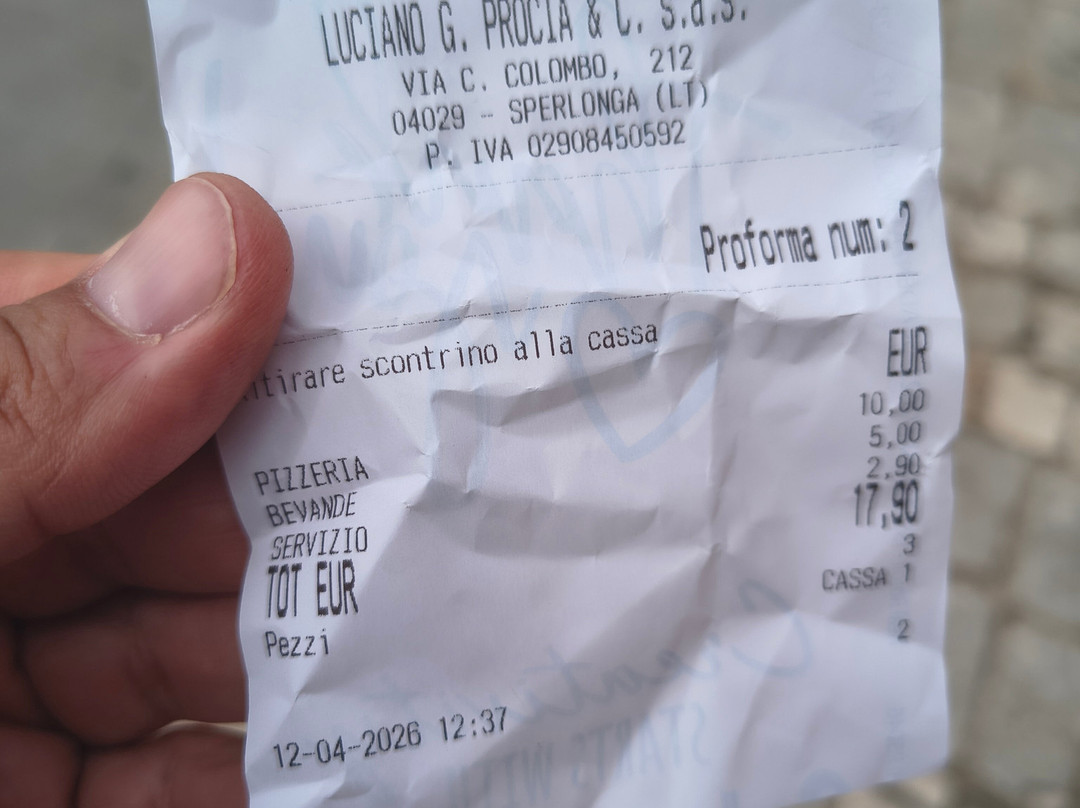 LUCIANO G. PROCIA & C. s.a.s.
VIA C. COLOMBO, 212
04029 - SPERLONGA (LT)
P. IVA 02908450592
Proforma num: 2
scontrino alla cassa
EUR
PIZZERIA 10,00
BEVANDE 5,00
SERVIZIO 2,90
TOT EUR 17,90
Pezzi 3
CASSA 1
2
12-04-2026 12:37